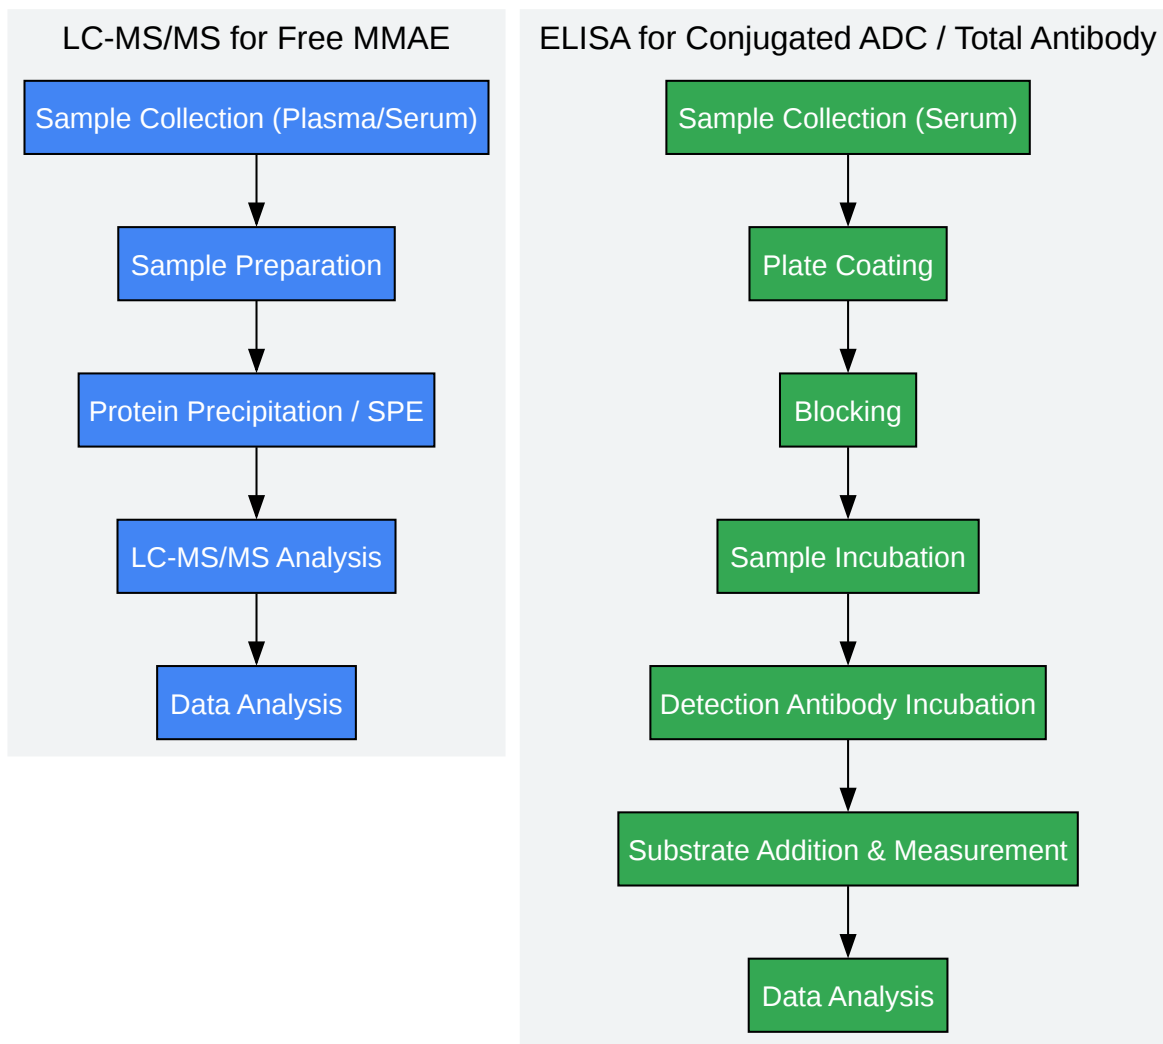 LC-MS/MS for Free MMAE
Sample Collection (Plasma/Serum)
Sample Preparation
Protein Precipitation / SPE
LC-MS/MS Analysis
Data Analysis
ELISA for Conjugated ADC / Total Antibody
Sample Collection (Serum)
Plate Coating
Blocking
Sample Incubation
Detection Antibody Incubation
Substrate Addition & Measurement
Data Analysis